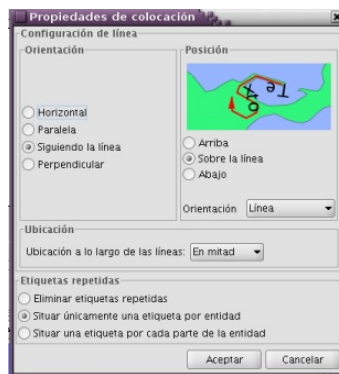 Propiedades de colocación
Configuración de línea
Orientación
Horizontal
Paralela
Siguiendo la línea
Perpendicular
Posición
Texto
Arriba
Sobre la línea
Abajo
Orientación Línea
Ubicación
Ubicación a lo largo de las líneas: En mitad
Etiquetas repetidas
Eliminar etiquetas repetidas
Situar únicamente una etiqueta por entidad
Situar una etiqueta por cada parte de la entidad
Aceptar Cancelar